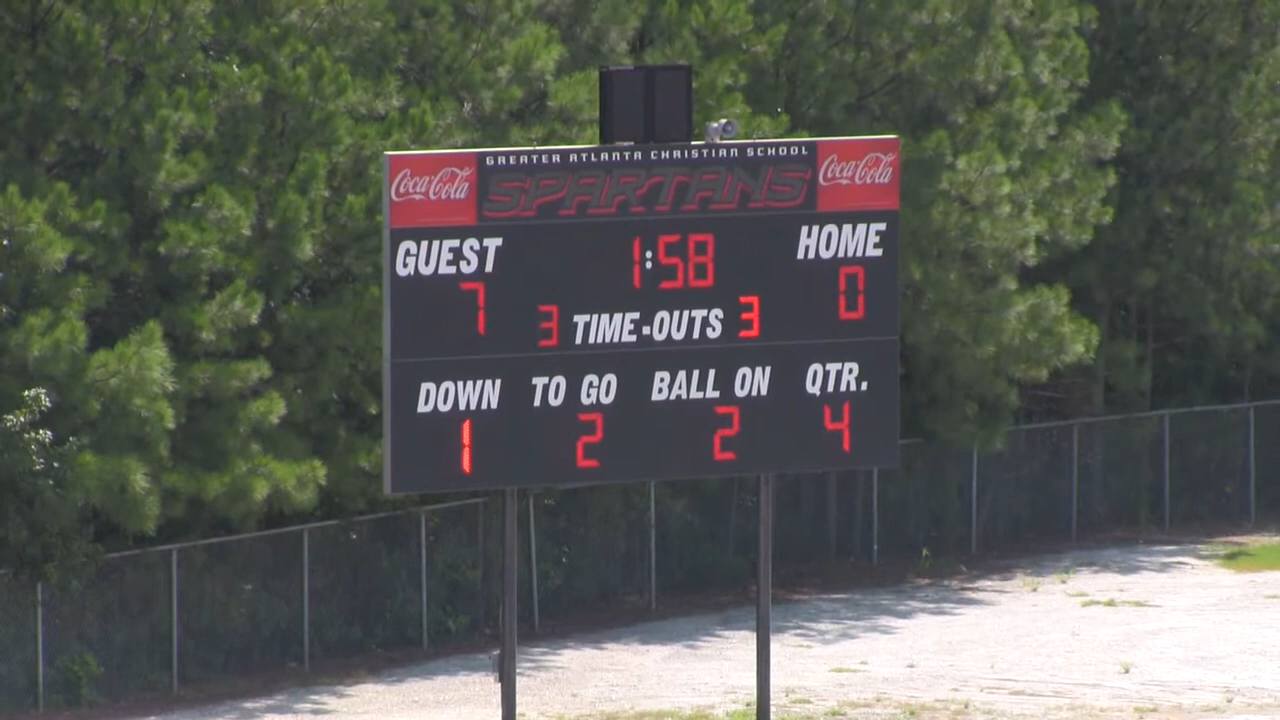 GREATER ATLANTA CHRISTIAN SCHOOL
Coca-Cola SPARTANS Coca-Cola
GUEST 1:58 HOME
7 0
3 TIME-OUTS 3
DOWN TO GO BALL ON QTR.
1 2 2 4